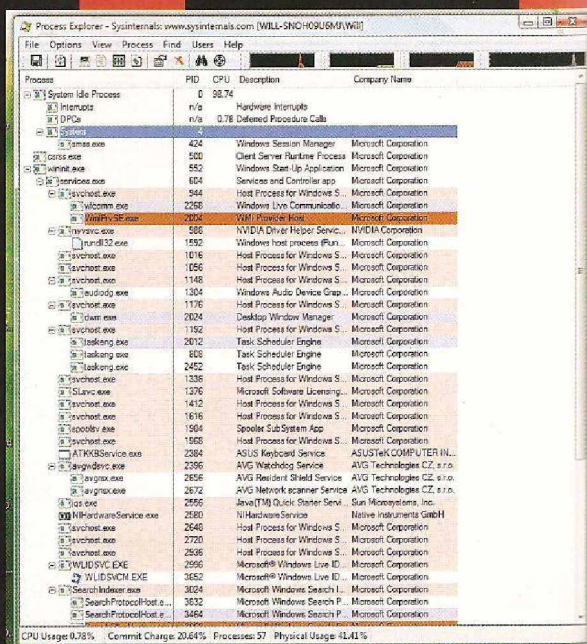 Process Explorer - Sysinternals: www.sysinternals.com [WILL-SNOH09U6MJ\Will]
File Options View Process Find Users Help
Process PID CPU Description Company Name
System Idle Process 0 98.74
Interrupts n/a Hardware Interrupts
DPCs n/a 0.78 Deferred Procedure Calls
System 4
smss.exe 424 Windows Session Manager Microsoft Corporation
csrss.exe 500 Client Server Runtime Process Microsoft Corporation
wininit.exe 552 Windows Start-Up Application Microsoft Corporation
services.exe 604 Services and Controller app Microsoft Corporation
svchost.exe 944 Host Process for Windows S... Microsoft Corporation
wlcomm.exe 2268 Windows Live Communicatio... Microsoft Corporation
WmiPrvSE.exe 2004 WMI Provider Host Microsoft Corporation
nvvsvc.exe 988 NVIDIA Driver Helper Servic... NVIDIA Corporation
rundll32.exe 1592 Windows host process (Run... Microsoft Corporation
svchost.exe 1016 Host Process for Windows S... Microsoft Corporation
svchost.exe 1056 Host Process for Windows S... Microsoft Corporation
svchost.exe 1148 Host Process for Windows S... Microsoft Corporation
audiodg.exe 1304 Windows Audio Device Grap... Microsoft Corporation
svchost.exe 1176 Host Process for Windows S... Microsoft Corporation
dwm.exe 2024 Desktop Window Manager Microsoft Corporation
svchost.exe 1192 Host Process for Windows S... Microsoft Corporation
taskeng.exe 2012 Task Scheduler Engine Microsoft Corporation
taskeng.exe 808 Task Scheduler Engine Microsoft Corporation
taskeng.exe 2452 Task Scheduler Engine Microsoft Corporation
svchost.exe 1336 Host Process for Windows S... Microsoft Corporation
SLsvc.exe 1376 Microsoft Software Licensing... Microsoft Corporation
svchost.exe 1412 Host Process for Windows S... Microsoft Corporation
svchost.exe 1616 Host Process for Windows S... Microsoft Corporation
spoolsv.exe 1984 Spooler SubSystem App Microsoft Corporation
svchost.exe 1968 Host Process for Windows S... Microsoft Corporation
ATKKBService.exe 2384 ASUS Keyboard Service ASUSTeK COMPUTER IN...
avgwdsvc.exe 2396 AVG Watchdog Service AVG Technologies CZ, s.r.o.
avgrsx.exe 2656 AVG Resident Shield Service AVG Technologies CZ, s.r.o.
avgnsx.exe 2672 AVG Network scanner Service AVG Technologies CZ, s.r.o.
jqs.exe 2556 Java(TM) Quick Starter Servi... Sun Microsystems, Inc.
NIHardwareService.exe 2580 NIHardwareService Native Instruments GmbH
svchost.exe 2648 Host Process for Windows S... Microsoft Corporation
svchost.exe 2720 Host Process for Windows S... Microsoft Corporation
svchost.exe 2936 Host Process for Windows S... Microsoft Corporation
WLIDSVC.EXE 2996 Microsoft® Windows Live ID... Microsoft Corporation
WLIDSVCM.EXE 3652 Microsoft® Windows Live ID... Microsoft Corporation
SearchIndexer.exe 3024 Microsoft Windows Search I... Microsoft Corporation
SearchProtocolHost.e... 3832 Microsoft Windows Search P... Microsoft Corporation
SearchProtocolHost.e... 3484 Microsoft Windows Search P... Microsoft Corporation
CPU Usage: 0.78% Commit Charge: 20.64% Processes: 57 Physical Usage: 41.41%